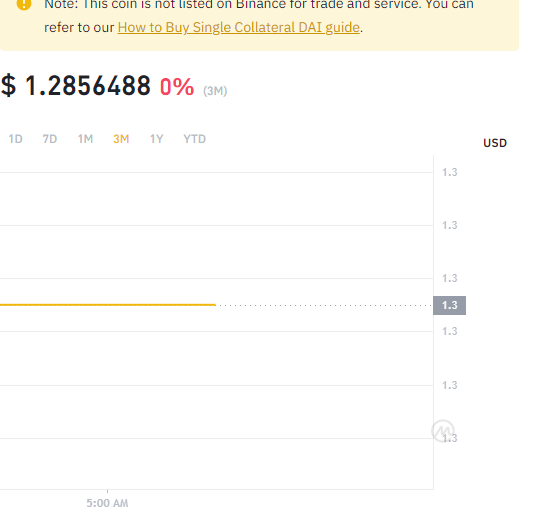 Note: This coin is not listed on Binance for trade and service. You can
refer to our How to Buy Single Collateral DAI guide.
$ 1.2856488 0% (3M)
1D 7D 1M 3M 1Y YTD
USD
1.3
1.3
1.3
1.3
1.3
1.3
1.3
5:00 AM